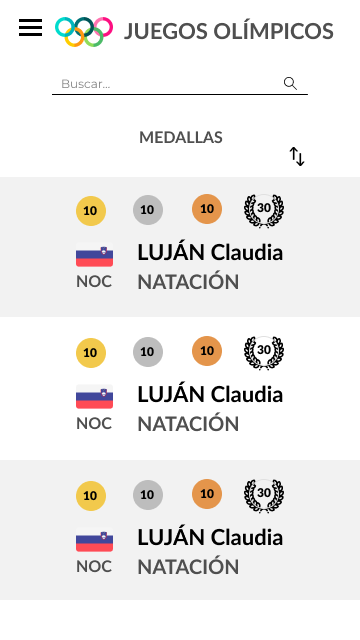 JUEGOS OLÍMPICOS
Buscar...
MEDALLAS
10 10 10 30
LUJÁN Claudia
NOC NATACIÓN
10 10 10 30
LUJÁN Claudia
NOC NATACIÓN
10 10 10 30
LUJÁN Claudia
NOC NATACIÓN